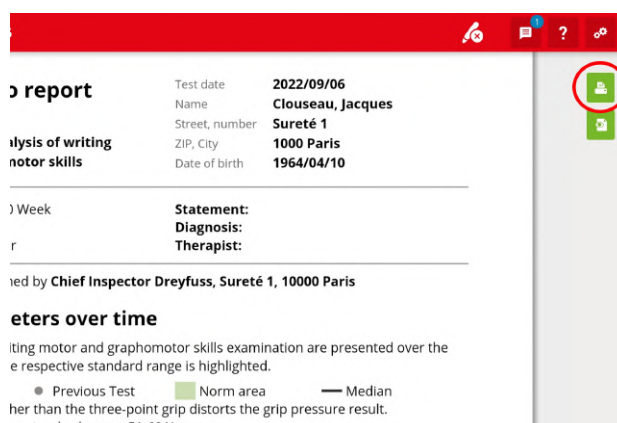 1
?
o report
Test date 2022/09/06
Name Clouseau, Jacques
Street, number Sureté 1
alysis of writing
ZIP, City 1000 Paris
notor skills
Date of birth 1964/04/10
Week
Statement:
Diagnosis:
r
Therapist:
ned by Chief Inspector Dreyfuss, Sureté 1, 10000 Paris
eters over time
iting motor and graphomotor skills examination are presented over the
e respective standard range is highlighted.
Previous Test Norm area Median
her than the three-point grip distorts the grip pressure result.